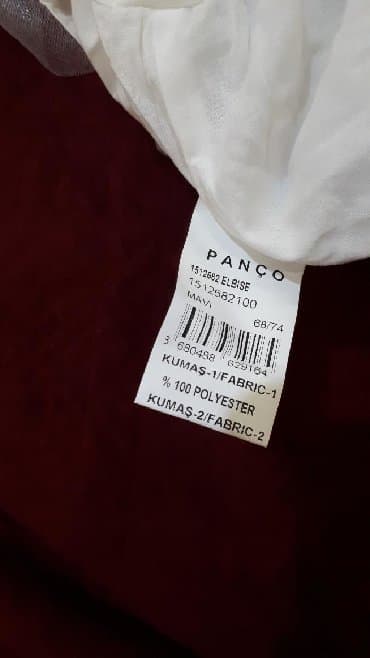 PANÇO
1512682 ELBISE
1512682100
MAVI
68/74
3 680458 629164
KUMAŞ-1/FABRIC-1
% 100 POLYESTER
KUMAŞ-2/FABRIC-2